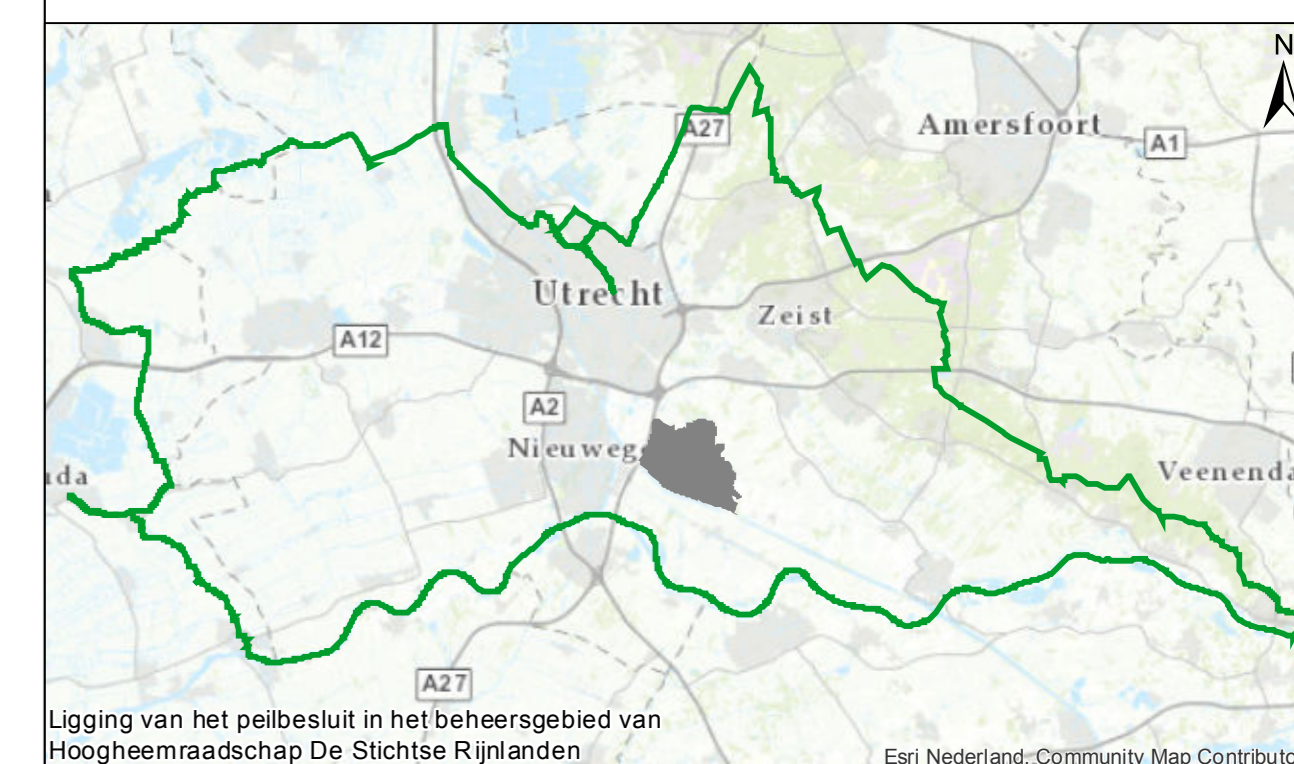 N
Amersfoort
A27
A1
Utrecht
Zeist
A12
A2
Nieuweg
uda
Veenenda
A27
Ligging van het peilbesluit in het beheersgebied van
Hoogheemraadschap De Stichtse Rijnlanden
Esri Nederland, Community Map Contributo